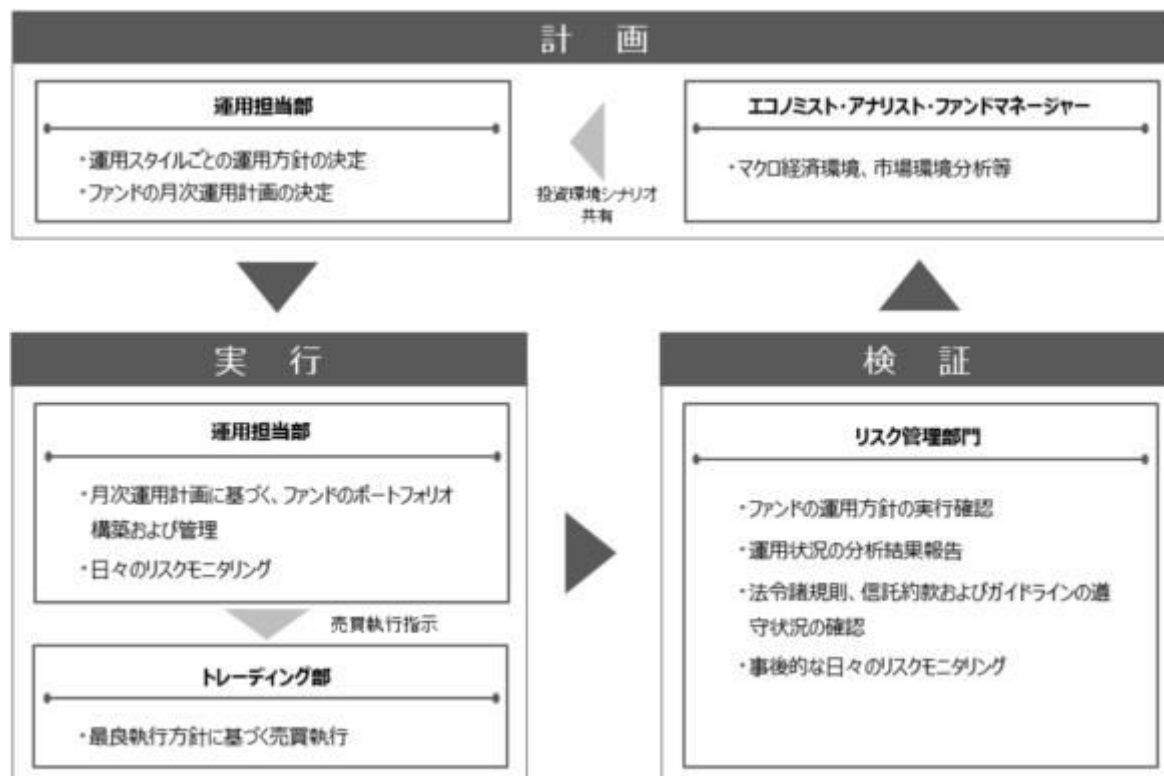 計　画
運用担当部
・運用スタイルごとの運用方針の決定
・ファンドの月次運用計画の決定
投資環境シナリオ
共有
エコノミスト・アナリスト・ファンドマネージャー
・マクロ経済環境、市場環境分析等
実　行
運用担当部
・月次運用計画に基づく、ファンドのポートフォリオ
構築および管理
・日々のリスクモニタリング
売買執行指示
トレーディング部
・最良執行方針に基づく売買執行
検　証
リスク管理部門
・ファンドの運用方針の実行確認
・運用状況の分析結果報告
・法令諸規則、信託約款およびガイドラインの遵
守状況の確認
・事後的な日々のリスクモニタリング